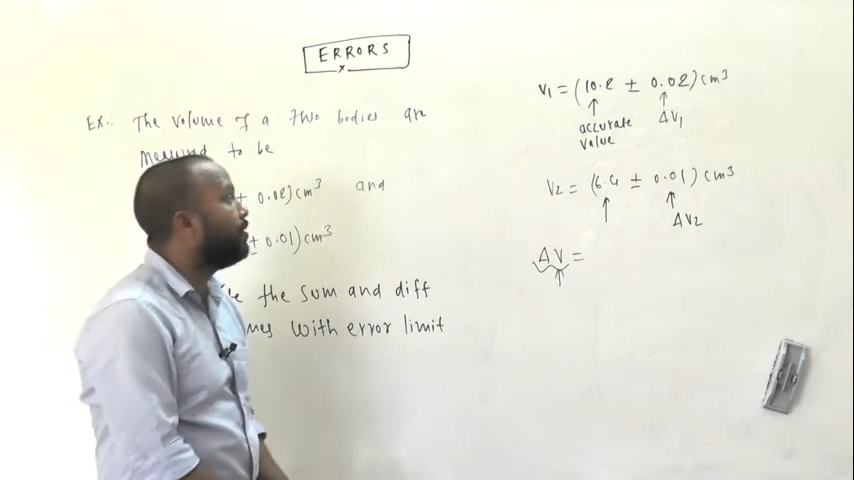 ERRORS
Ex.: The volume of a two bodies are
measured to be
± 0.02) cm³ and
± 0.01) cm³
the sum and diff
with error limit
V₁ = (10.2 ± 0.02) cm³
accurate value
ΔV₁
V₂ = (6.4 ± 0.01) cm³
ΔV₂
ΔV =